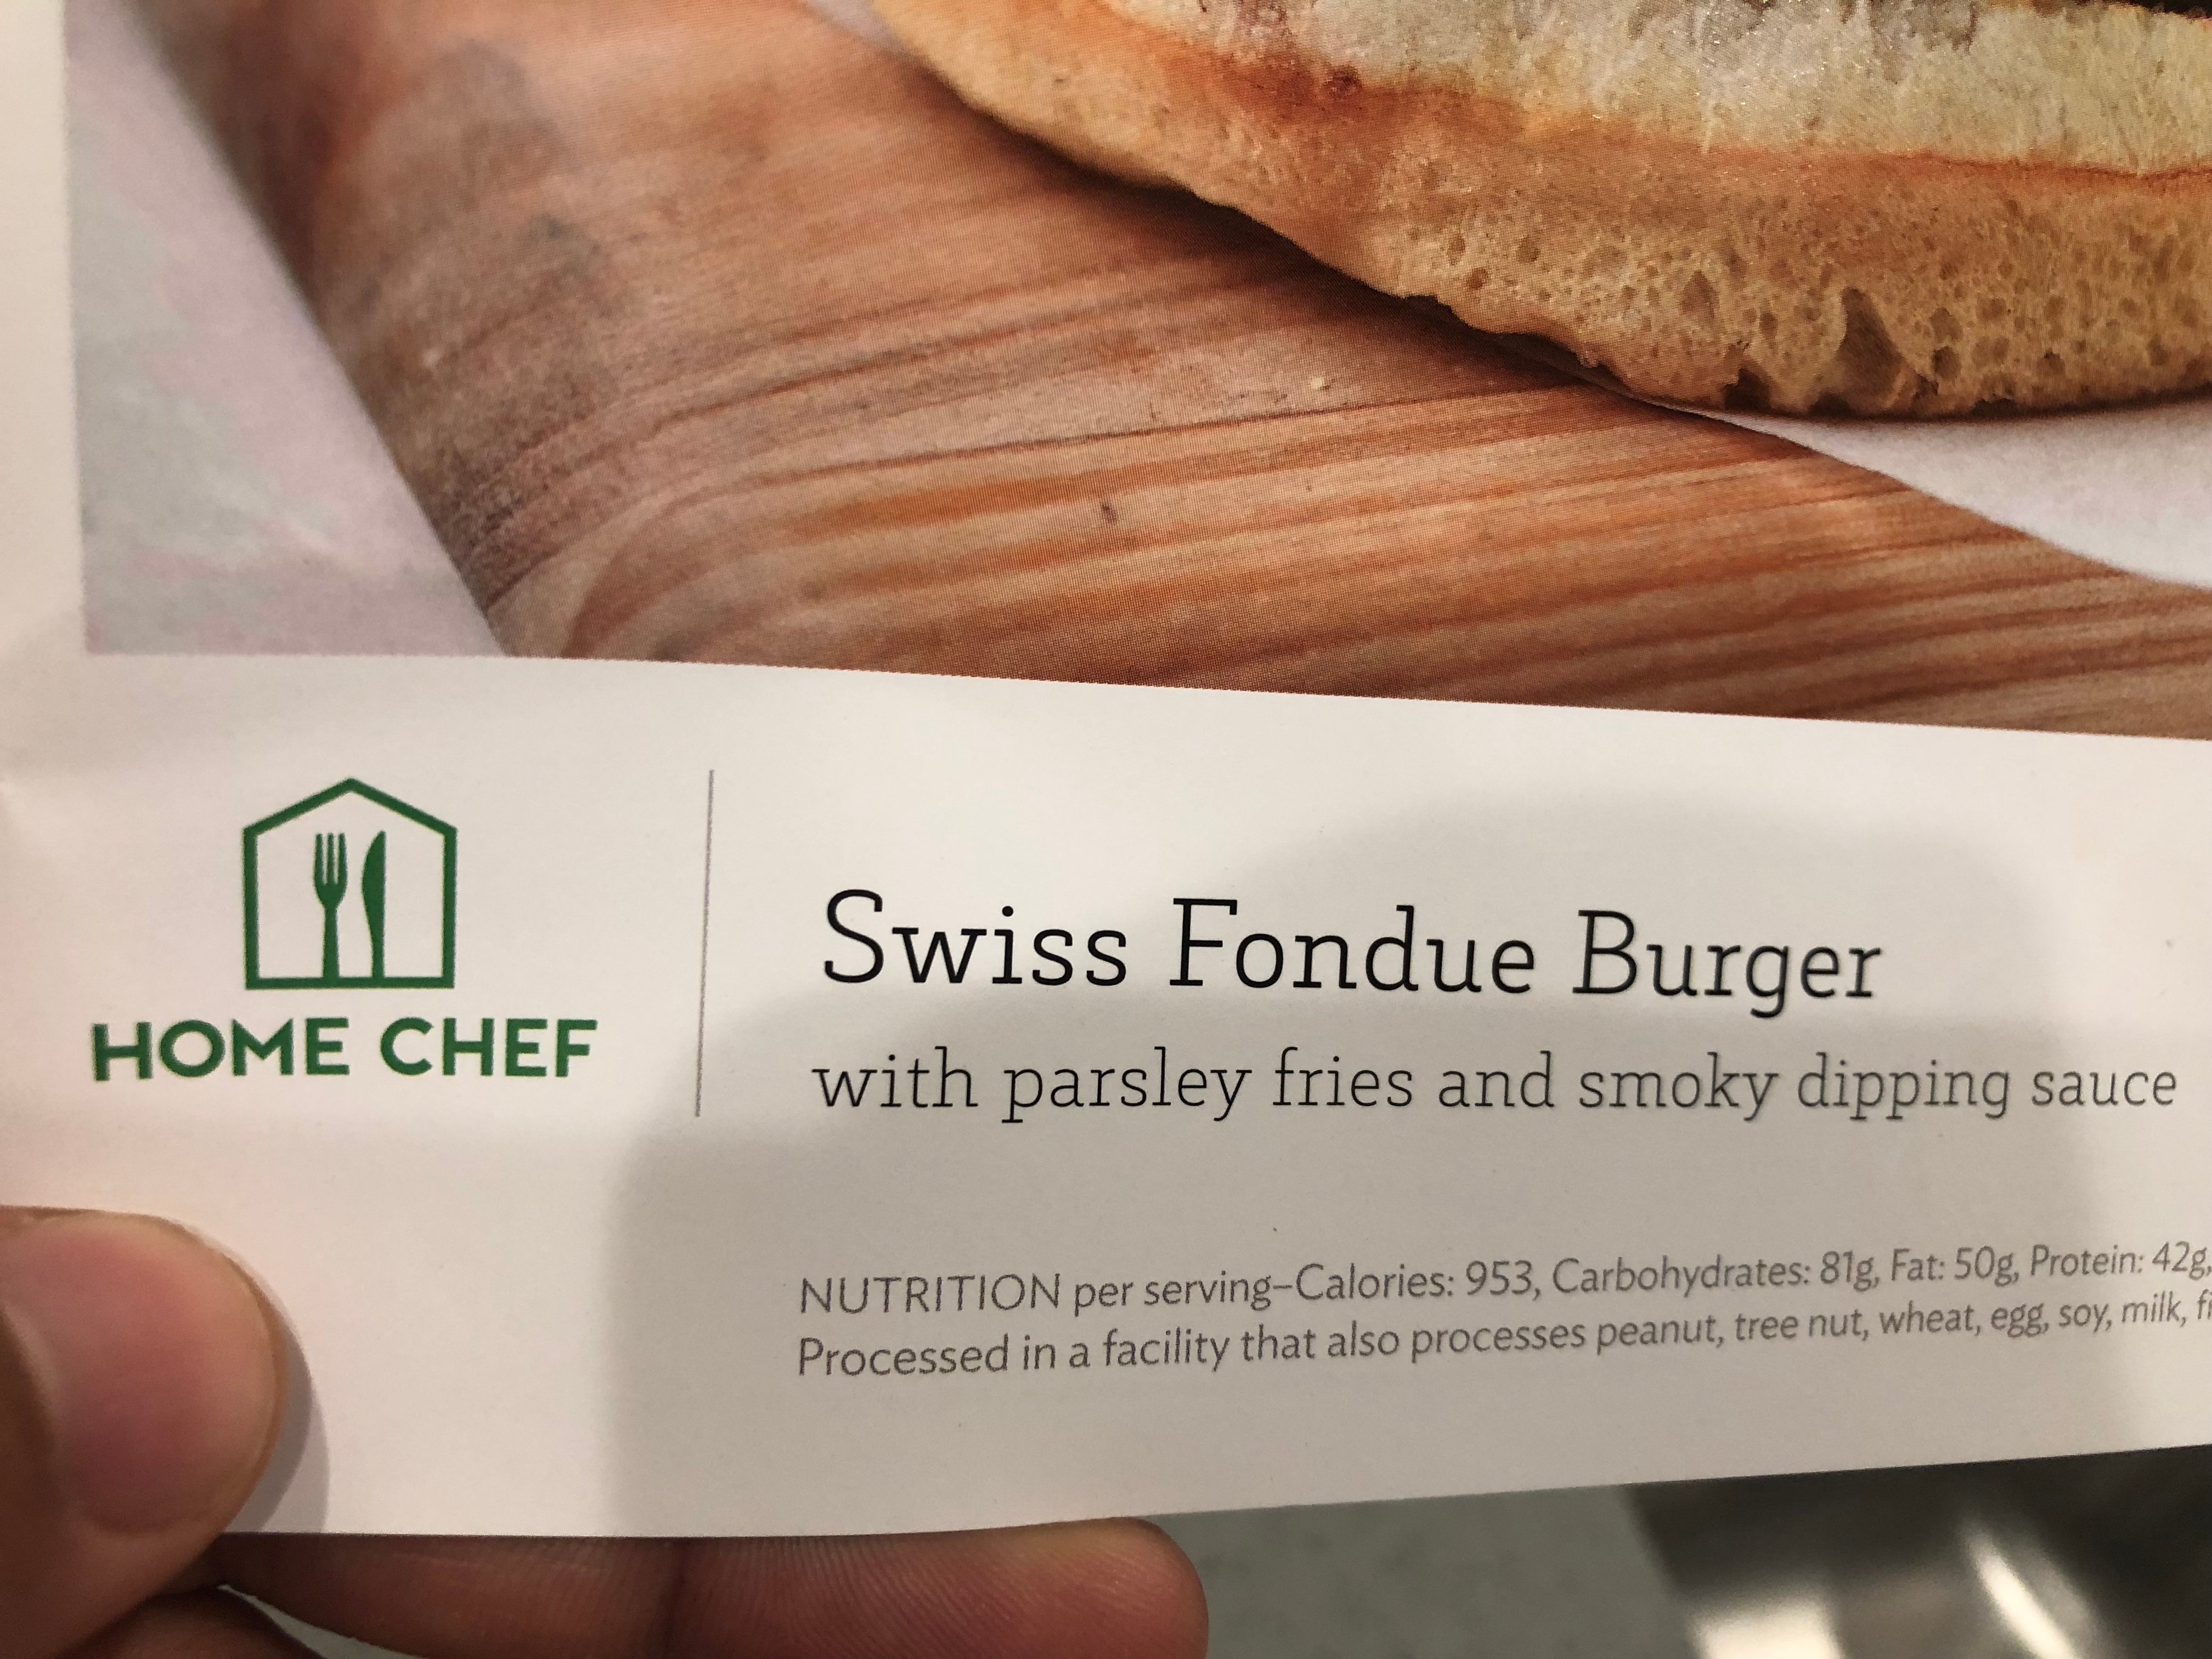 HOME CHEF
Swiss Fondue Burger
with parsley fries and smoky dipping sauce
NUTRITION per serving–Calories: 953, Carbohydrates: 81g, Fat: 50g, Protein: 42g,
Processed in a facility that also processes peanut, tree nut, wheat, egg, soy, milk,